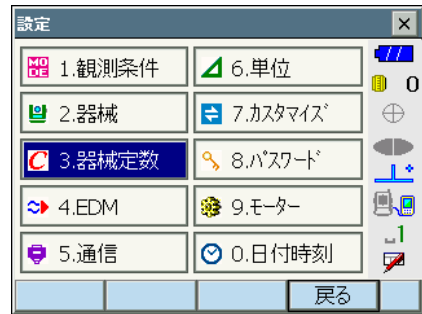 設定
MODE 1.観測条件
2.器械
C 3.器械定数
4.EDM
5.通信
6.単位
7.ｶｽﾀﾏｲｽﾞ
8.ﾊﾟｽﾜｰﾄﾞ
9.ﾓｰﾀｰ
0.日付時刻
0
1
戻る